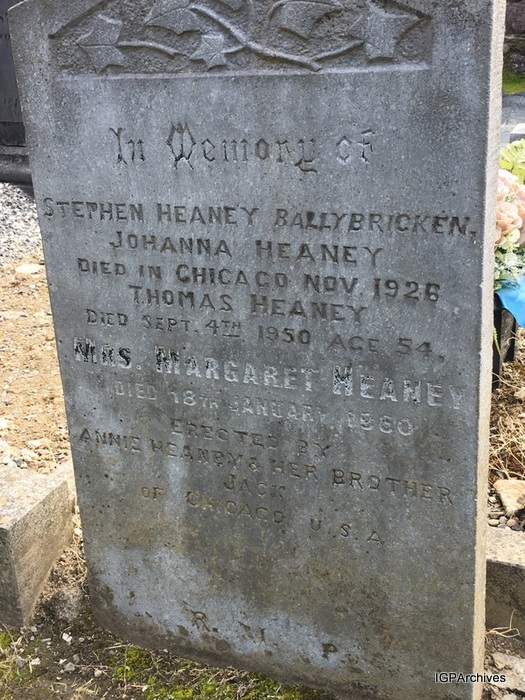 In Memory of
STEPHEN HEANEY BALLYBRICKEN,
JOHANNA HEANEY
DIED IN CHICAGO NOV. 1926
THOMAS HEANEY
DIED SEPT. 4TH 1950 AGE 54.
MRS. MARGARET HEANEY
DIED 18TH JANUARY, 1960
ERECTED BY
ANNIE HEANEY & HER BROTHER
JACK
OF CHICAGO, U.S.A.
R. I. P.
IGPArchives